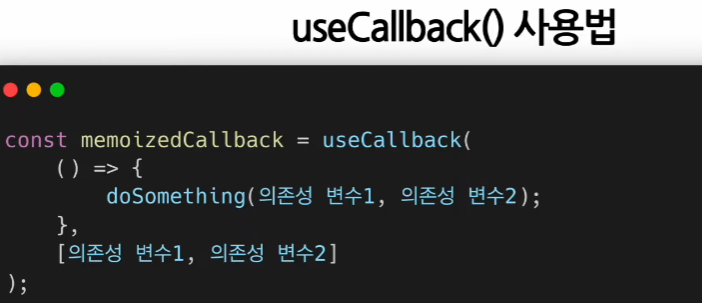 useCallback() 사용법
const memoizedCallback = useCallback(
    () => {
        doSomething(의존성 변수1, 의존성 변수2);
    },
    [의존성 변수1, 의존성 변수2]
);